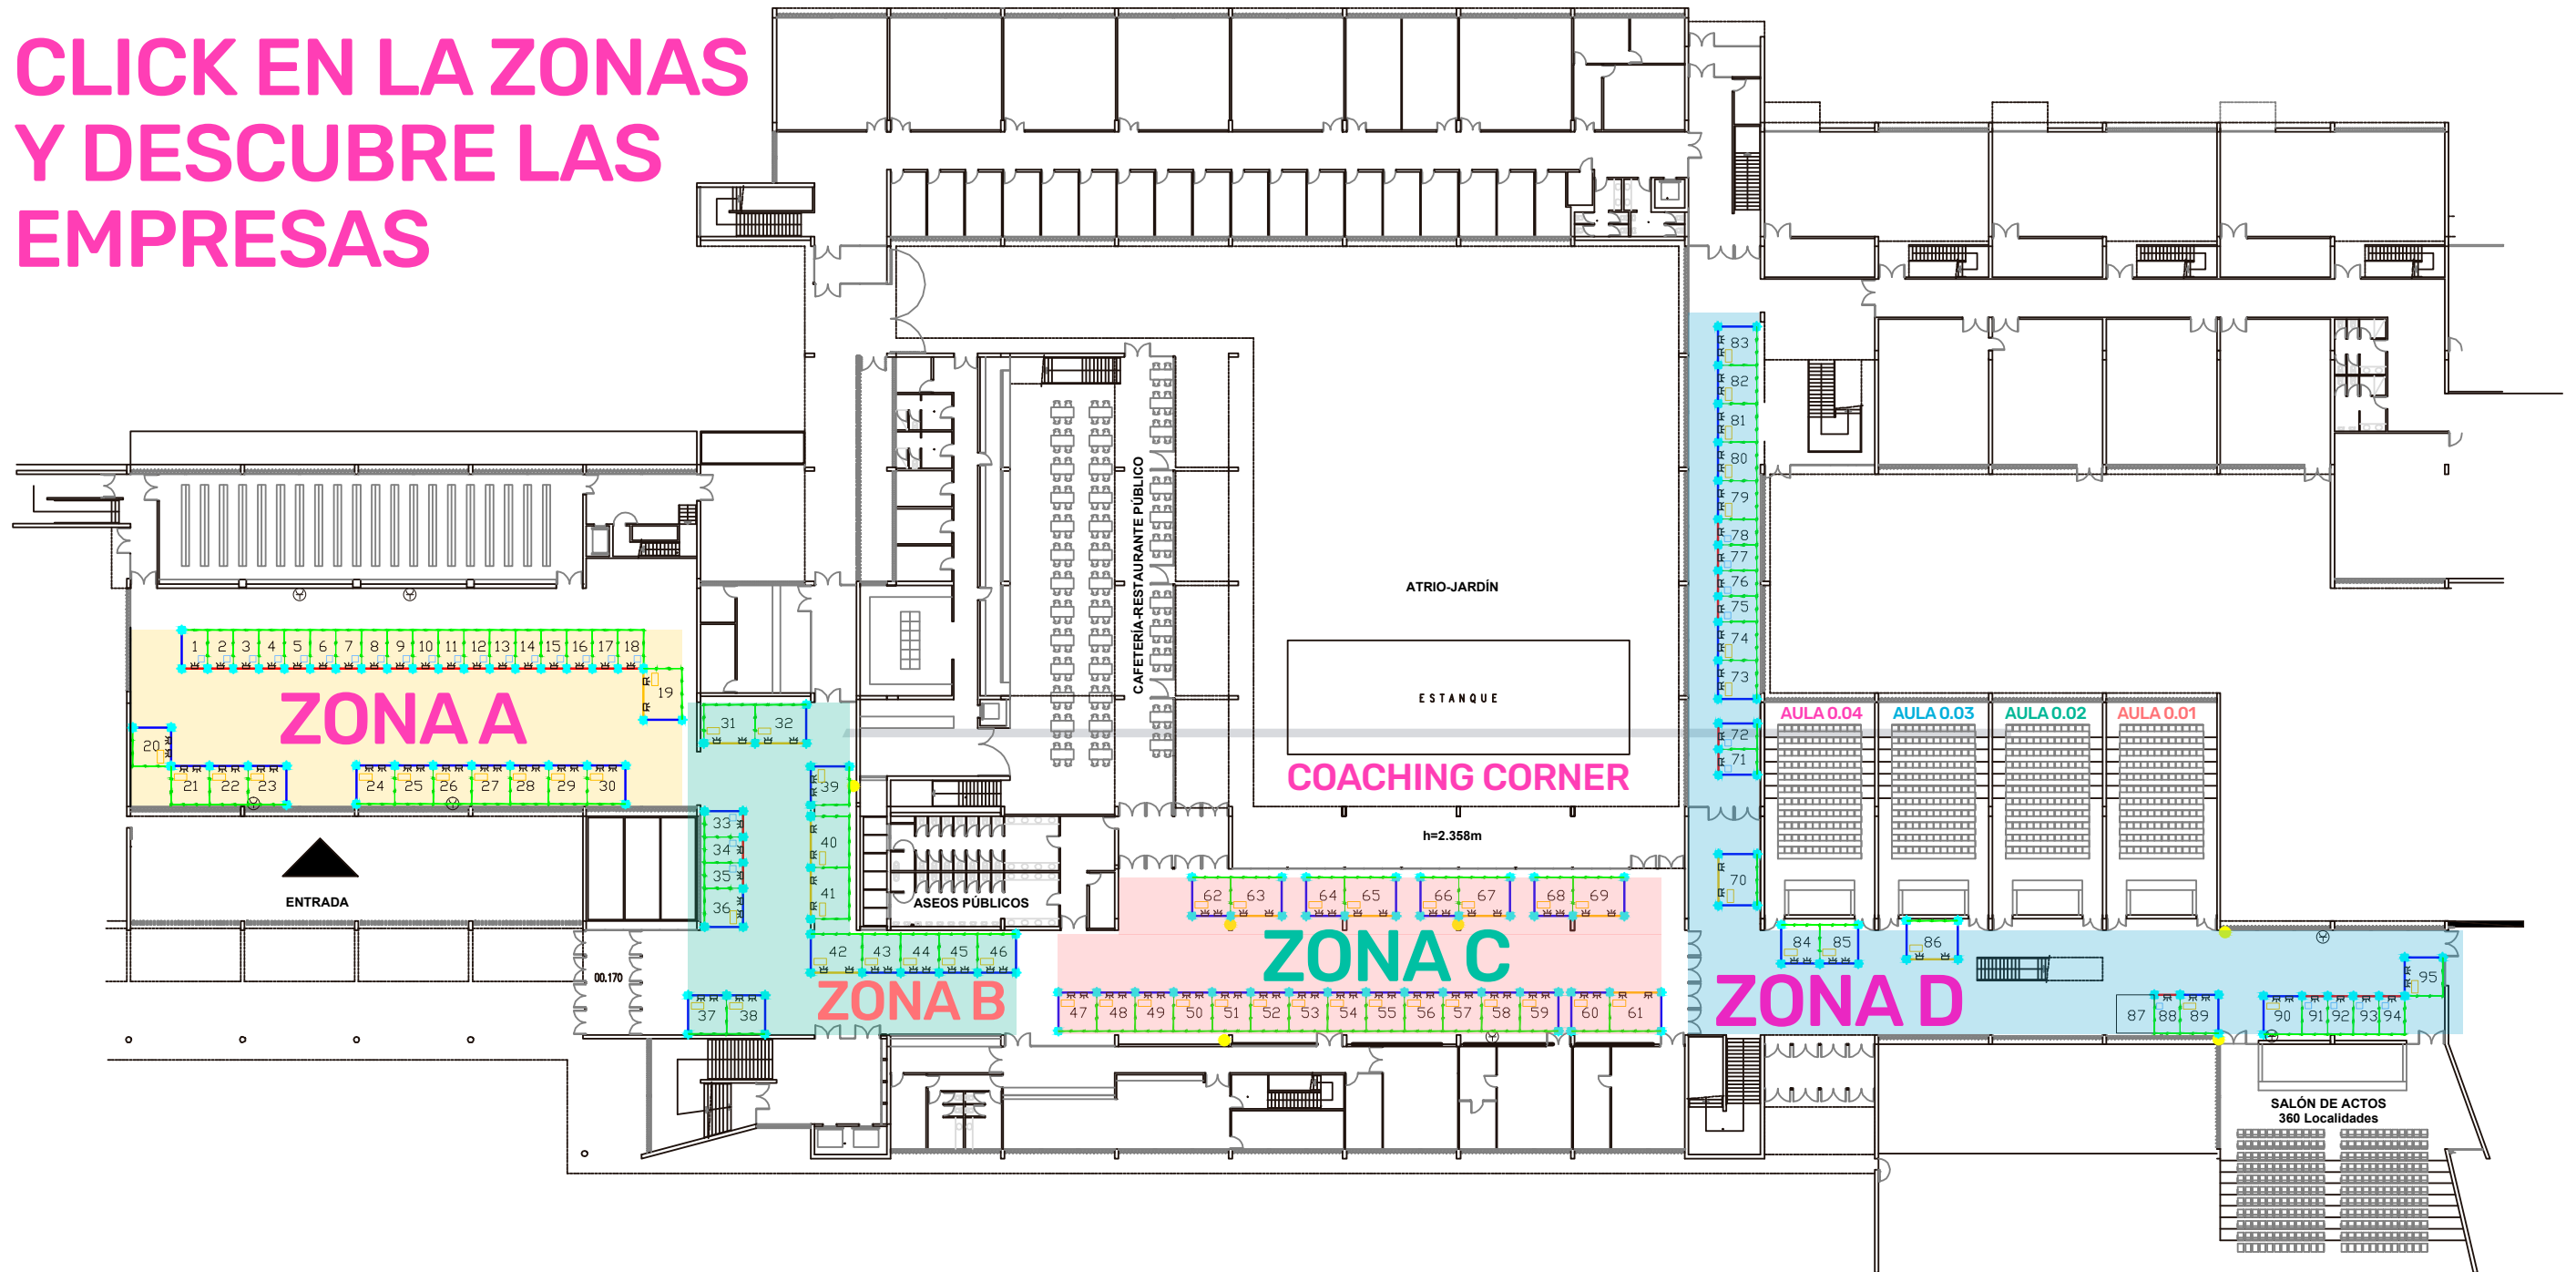 CLICK EN LA ZONAS
Y DESCUBRE LAS
EMPRESAS
CAFETERÍA-RESTAURANTE PÚBLICO
ATRIO-JARDÍN
ESTANQUE
COACHING CORNER
h=2.358m
83
82
81
80
79
78
77
76
75
74
73
72
71
70
1 2 3 4 5 6 7 8 9 10 11 12 13 14 15 16 17 18
19
ZONA A
20
21 22 23 24 25 26 27 28 29 30
ENTRADA
00.170
31 32
39
33
34
35
36
40
41
ASEOS PÚBLICOS
42 43 44 45 46
ZONA B
37 38
62 63 64 65 66 67 68 69
ZONA C
47 48 49 50 51 52 53 54 55 56 57 58 59 60 61
AULA 0.04 AULA 0.03 AULA 0.02 AULA 0.01
84 85 86
ZONA D
95
87 88 89 90 91 92 93 94
SALÓN DE ACTOS
360 Localidades